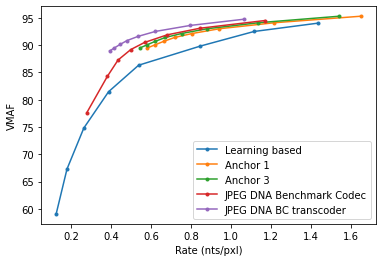 95
90
85
80
75
70
65
60
VMAF
0.2 0.4 0.6 0.8 1.0 1.2 1.4 1.6
Rate (nts/pxl)
Learning based
Anchor 1
Anchor 3
JPEG DNA Benchmark Codec
JPEG DNA BC transcoder